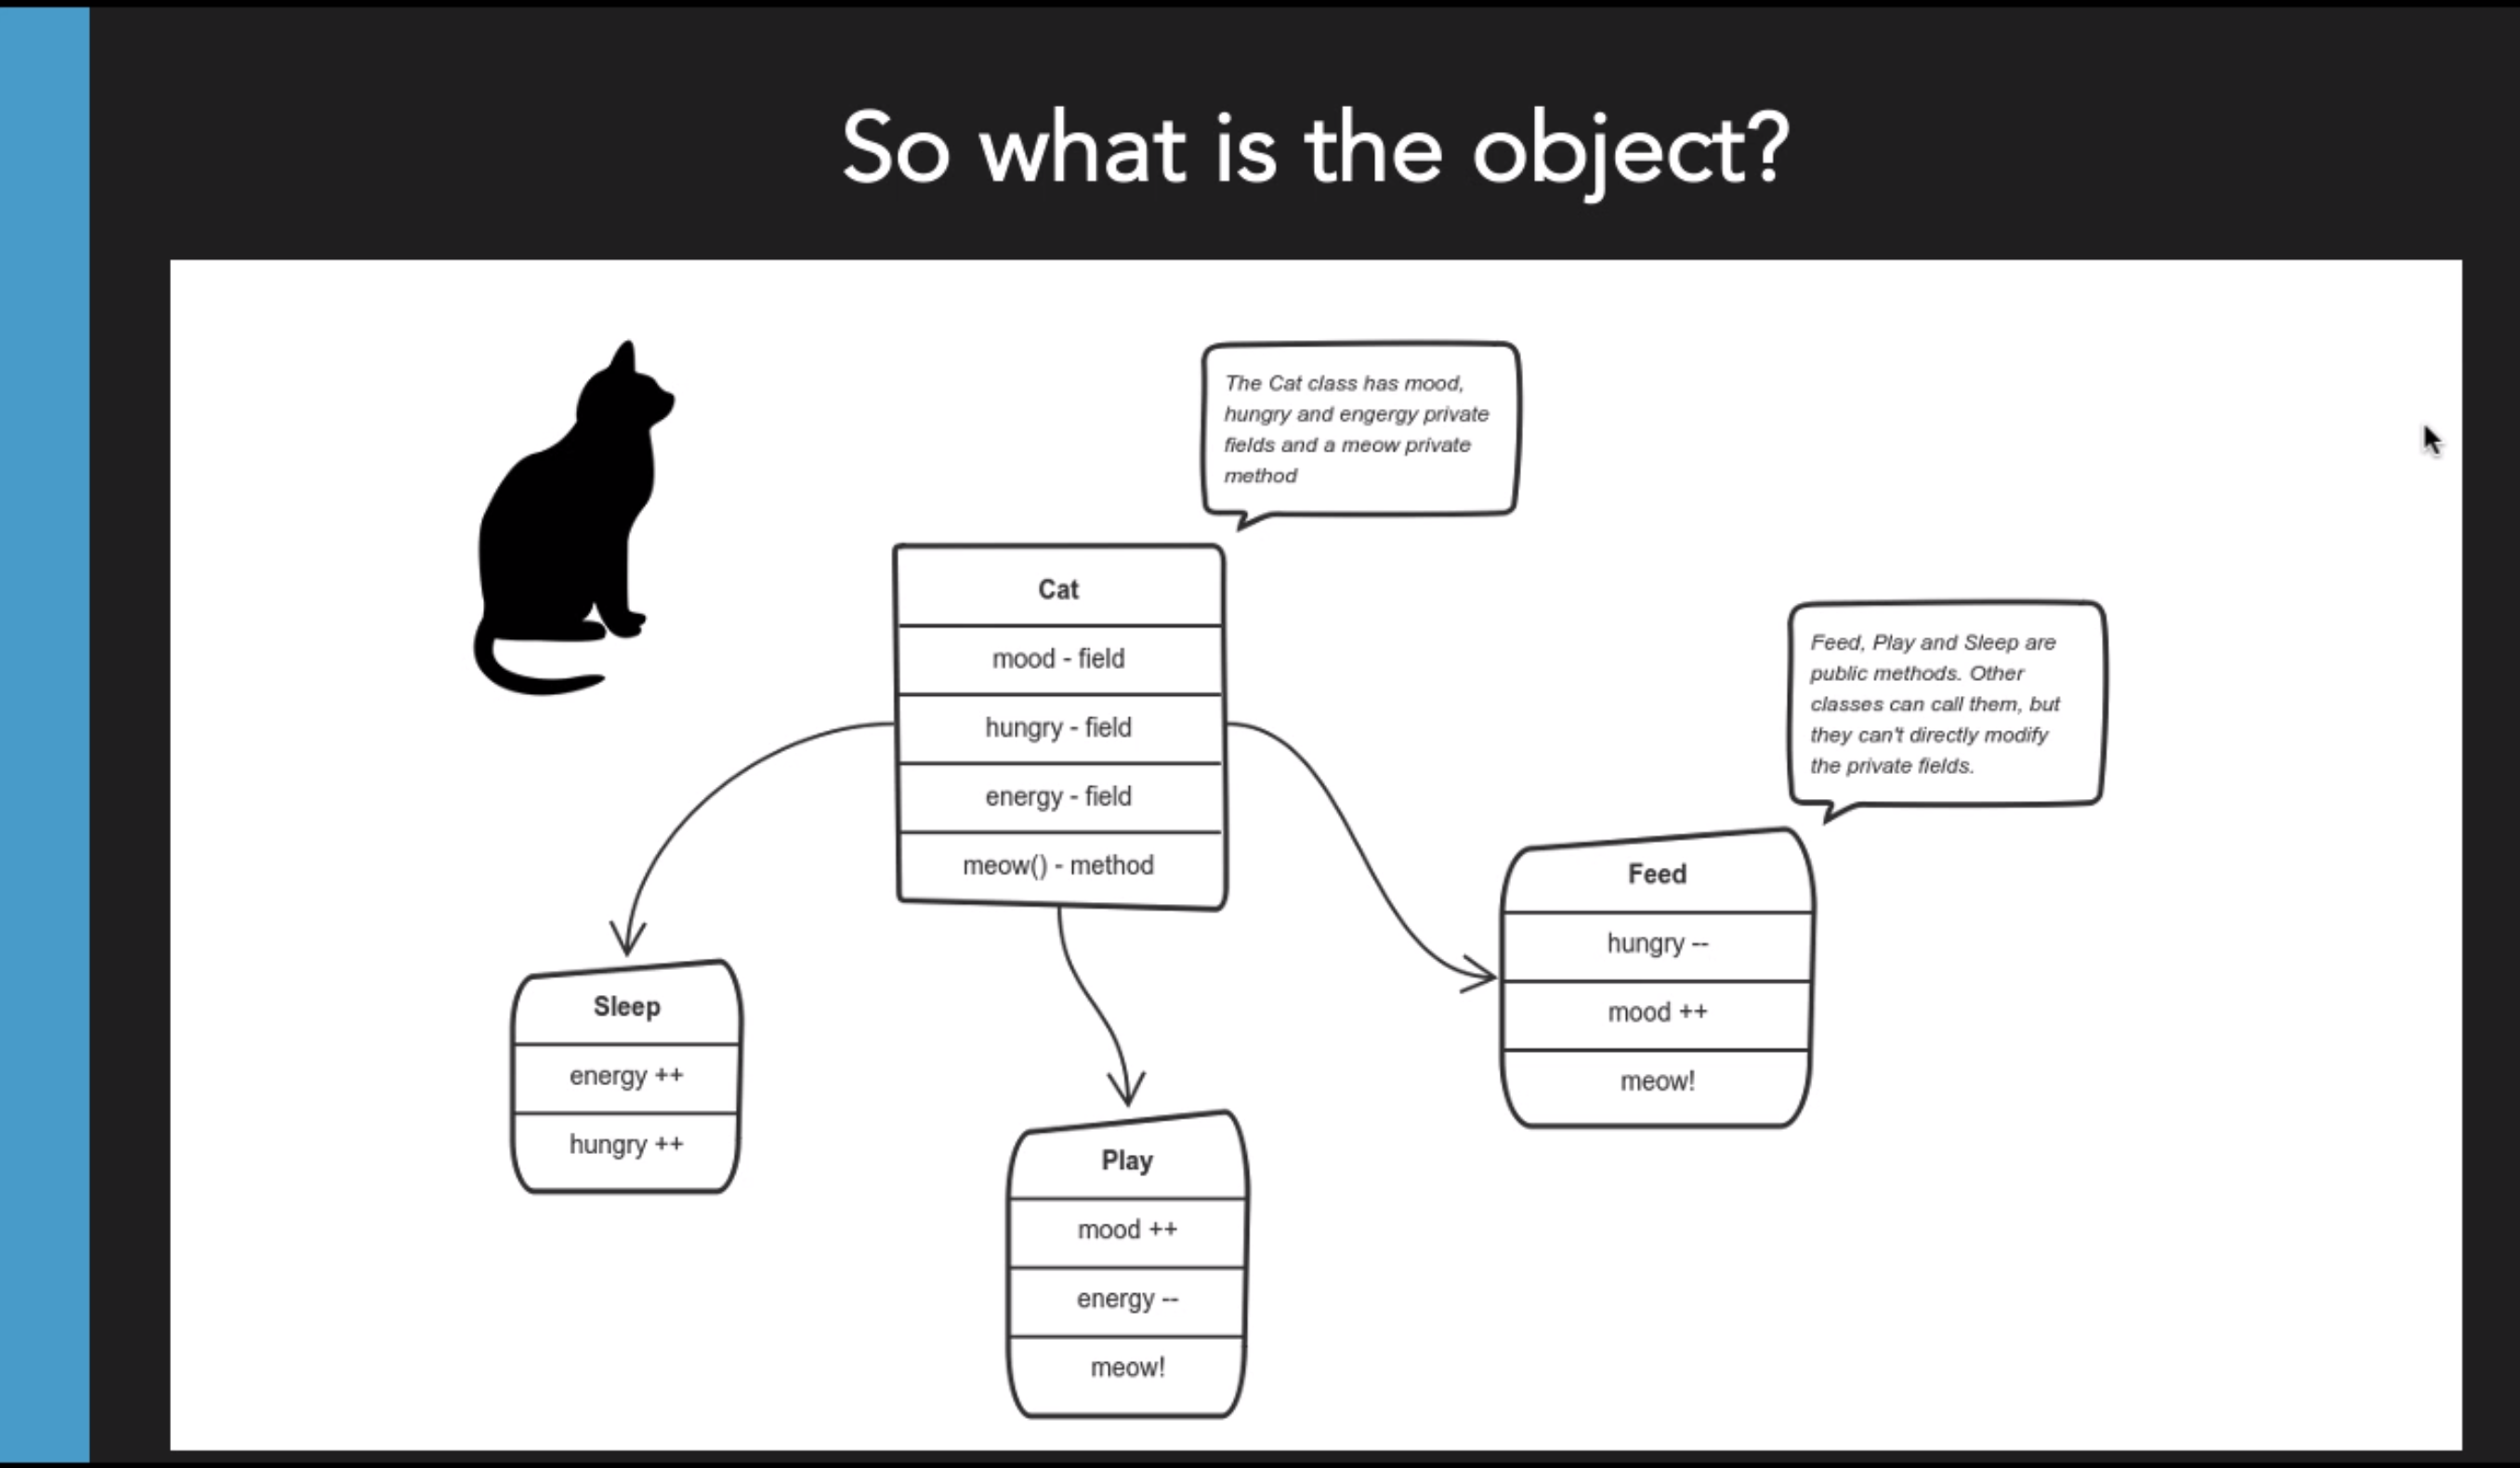 So what is the object?
The Cat class has mood,
hungry and engergy private
fields and a meow private
method
Cat
mood - field
hungry - field
energy - field
meow() - method
Feed, Play and Sleep are
public methods. Other
classes can call them, but
they can't directly modify
the private fields.
Sleep
energy ++
hungry ++
Play
mood ++
energy --
meow!
Feed
hungry --
mood ++
meow!